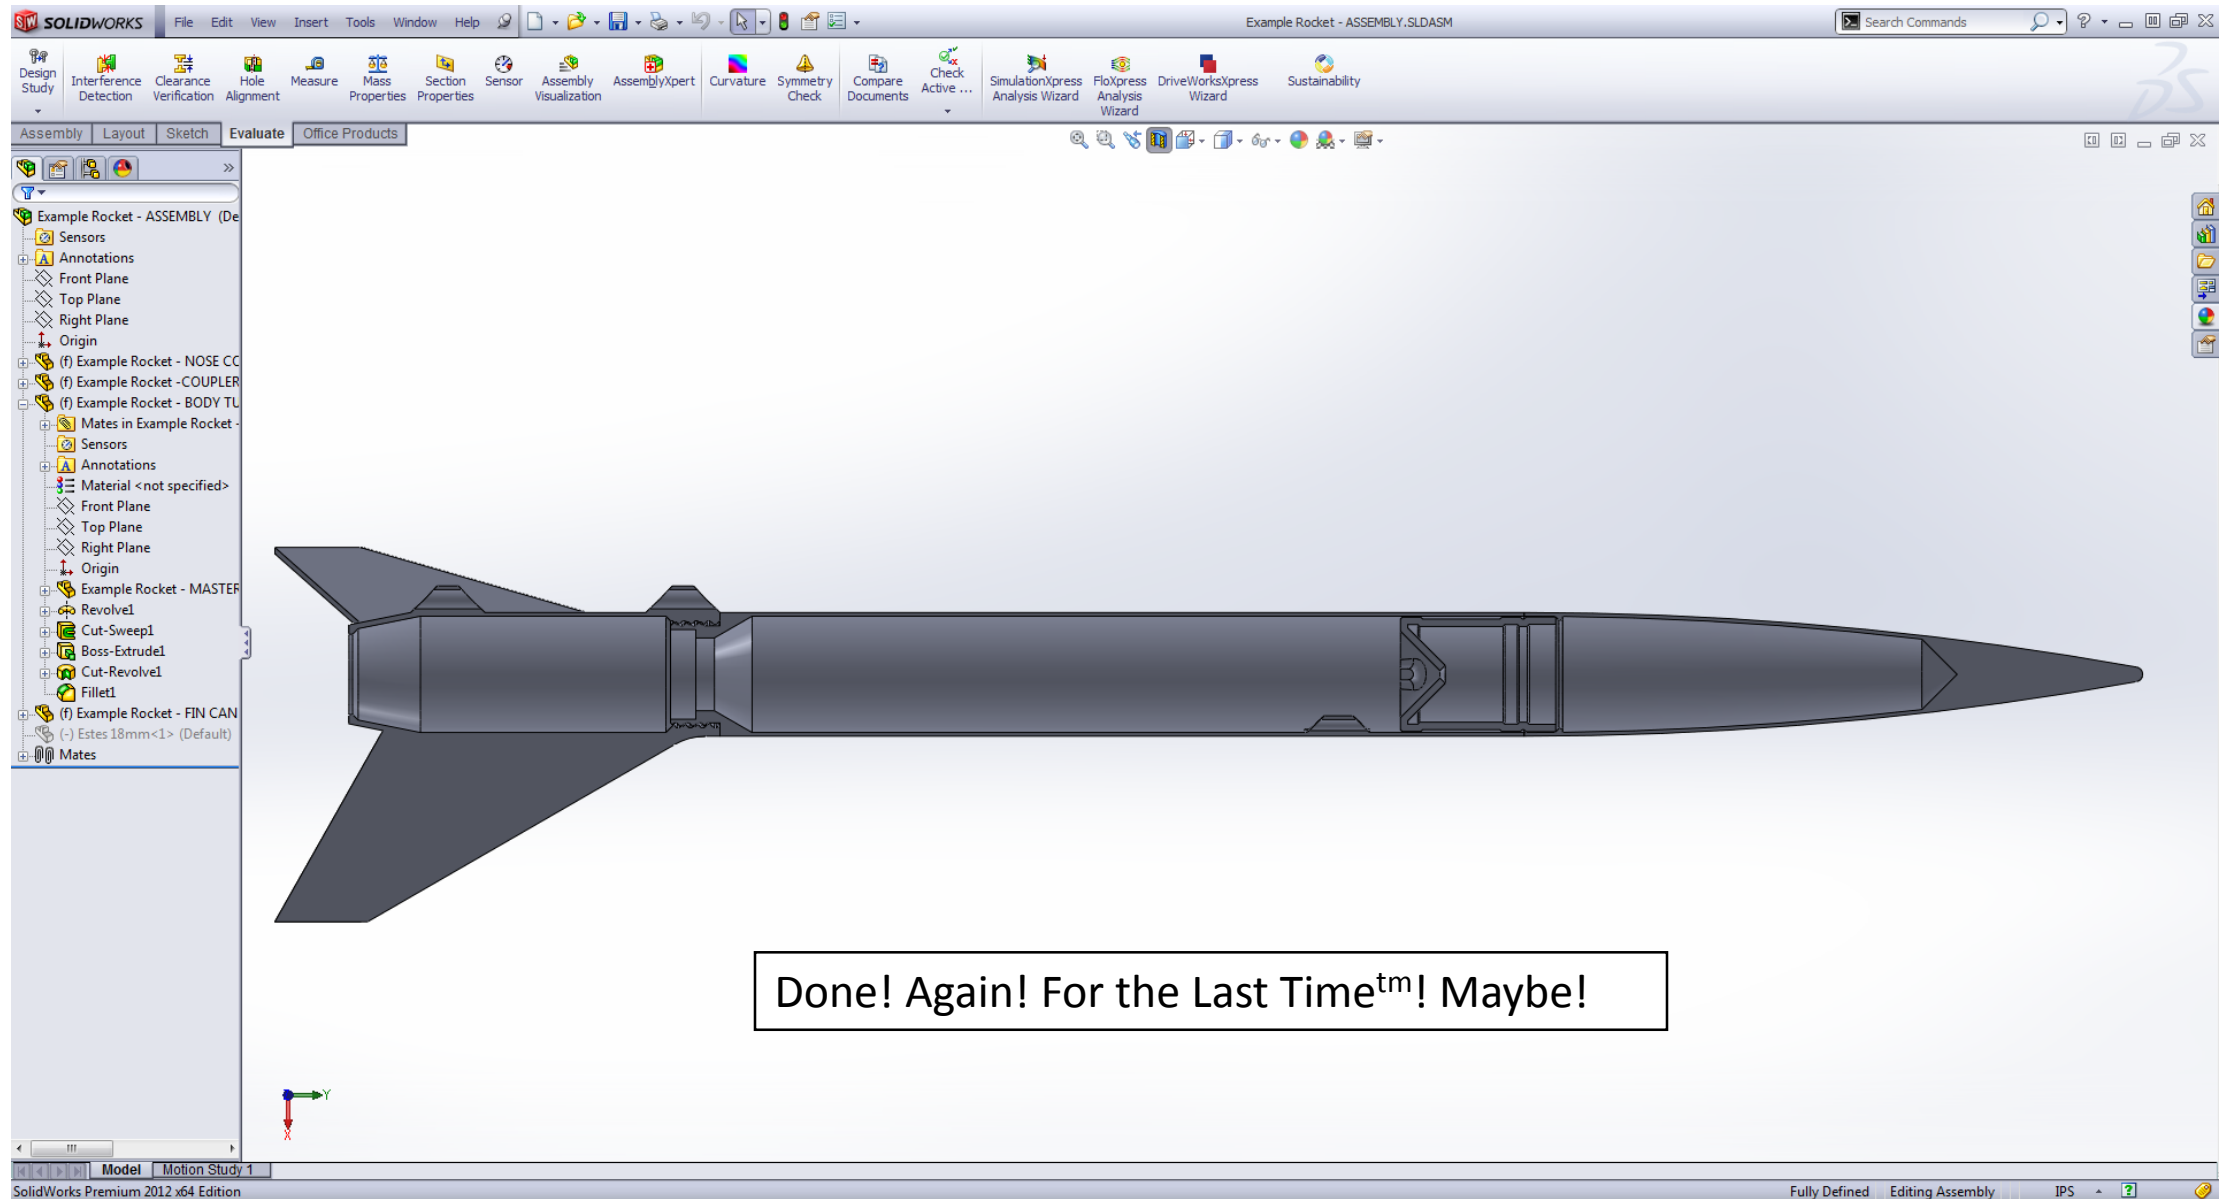 SOLIDWORKS File Edit View Insert Tools Window Help
Example Rocket - ASSEMBLY.SLDASM
Search Commands
Design Study
Interference Detection
Clearance Verification
Hole Alignment
Measure
Mass Properties
Section Properties
Sensor
Assembly Visualization
AssemblyXpert
Curvature
Symmetry Check
Compare Documents
Check Active ...
SimulationXpress Analysis Wizard
FloXpress Analysis Wizard
DriveWorksXpress Wizard
Sustainability
Assembly Layout Sketch Evaluate Office Products
Example Rocket - ASSEMBLY (De
Sensors
Annotations
Front Plane
Top Plane
Right Plane
Origin
(f) Example Rocket - NOSE CC
(f) Example Rocket -COUPLER
(f) Example Rocket - BODY TU
Mates in Example Rocket -
Sensors
Annotations
Material <not specified>
Front Plane
Top Plane
Right Plane
Origin
Example Rocket - MASTER
Revolve1
Cut-Sweep1
Boss-Extrude1
Cut-Revolve1
Fillet1
(f) Example Rocket - FIN CAN
(-) Estes 18mm<1> (Default)
Mates
Done! Again! For the Last Timetm! Maybe!
Y
X
Model Motion Study 1
SolidWorks Premium 2012 x64 Edition
Fully Defined Editing Assembly IPS